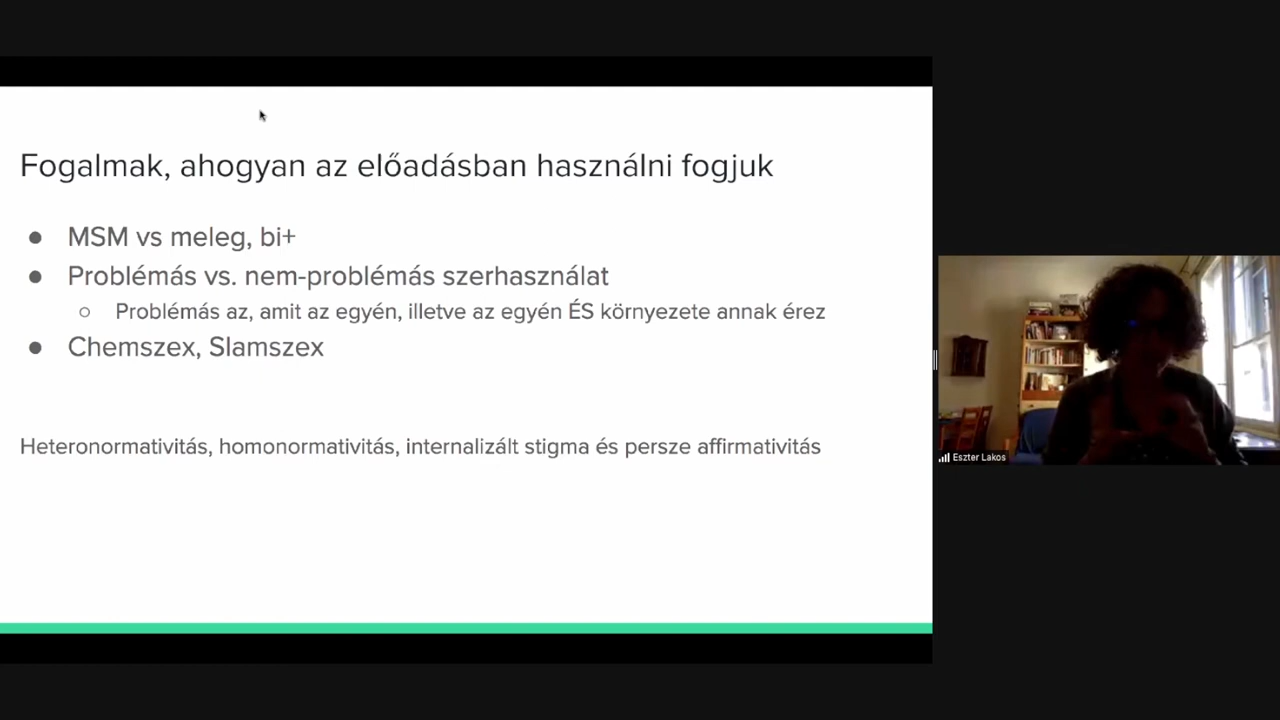 Fogalmak, ahogyan az előadásban használni fogjuk
● MSM vs meleg, bi+
● Problémás vs. nem-problémás szerhasználat
○ Problémás az, amit az egyén, illetve az egyén ÉS környezete annak érez
● Chemszex, Slamszex
Heteronormativitás, homonormativitás, internalizált stigma és persze affirmativitás
Eszter Lakos